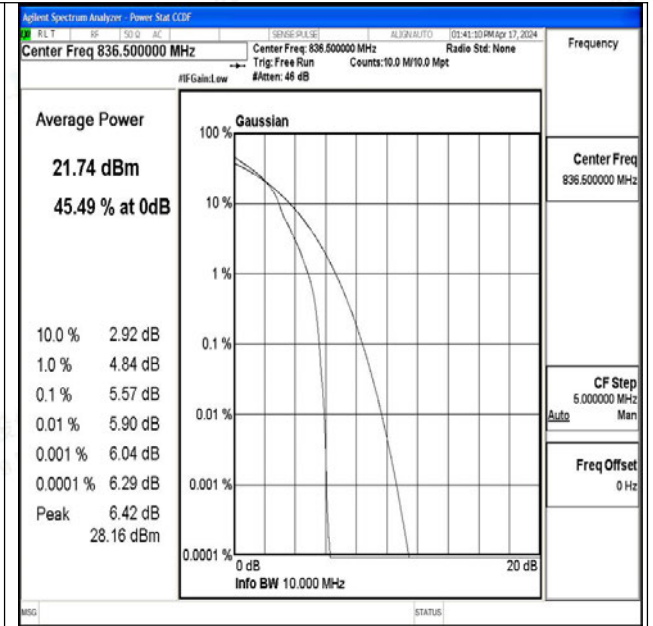 Agilent Spectrum Analyzer - Power Stat CCDF
RL T RF 50 Ω AC SENSE:PULSE ALIGN AUTO 01:41:10 PM Apr 17, 2024
Center Freq 836.500000 MHz
Center Freq: 836.500000 MHz Radio Std: None
Trig: Free Run Counts:10.0 M/10.0 Mpt
#IFGain:Low #Atten: 46 dB
Frequency
Average Power
21.74 dBm
45.49 % at 0dB
10.0 % 2.92 dB
1.0 % 4.84 dB
0.1 % 5.57 dB
0.01 % 5.90 dB
0.001 % 6.04 dB
0.0001 % 6.29 dB
Peak 6.42 dB
28.16 dBm
Gaussian
100 %
10 %
1 %
0.1 %
0.01 %
0.001 %
0.0001 %
0 dB 20 dB
Info BW 10.000 MHz
Center Freq
836.500000 MHz
CF Step
5.000000 MHz
Auto Man
Freq Offset
0 Hz
MSG STATUS